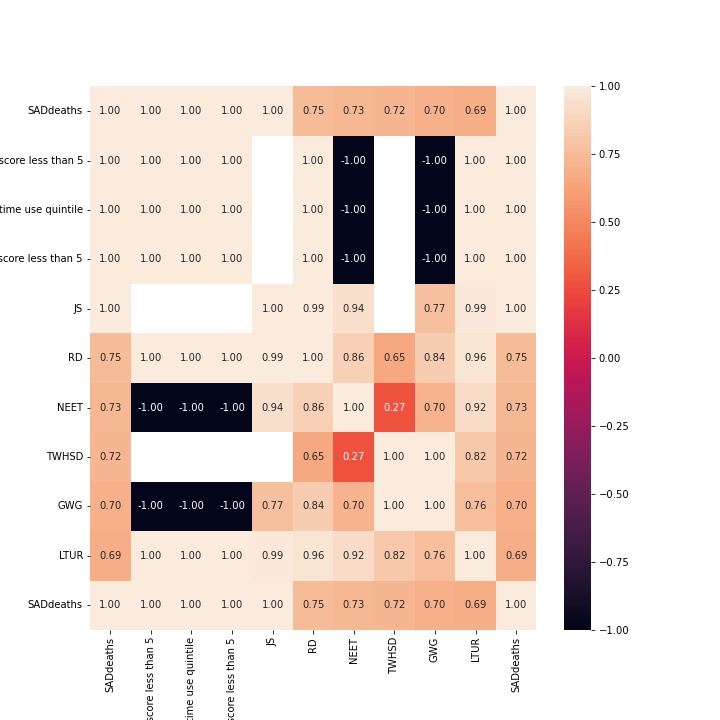 SADdeaths 1.00 1.00 1.00 1.00 1.00 0.75 0.73 0.72 0.70 0.69 1.00
score less than 5 1.00 1.00 1.00 1.00 1.00 -1.00 -1.00 1.00 1.00
time use quintile 1.00 1.00 1.00 1.00 1.00 -1.00 -1.00 1.00 1.00
score less than 5 1.00 1.00 1.00 1.00 1.00 -1.00 -1.00 1.00 1.00
JS 1.00 1.00 0.99 0.94 0.77 0.99 1.00
RD 0.75 1.00 1.00 1.00 0.99 1.00 0.86 0.65 0.84 0.96 0.75
NEET 0.73 -1.00 -1.00 -1.00 0.94 0.86 1.00 0.27 0.70 0.92 0.73
TWHSD 0.72 0.65 0.27 1.00 1.00 0.82 0.72
GWG 0.70 -1.00 -1.00 -1.00 0.77 0.84 0.70 1.00 1.00 0.76 0.70
LTUR 0.69 1.00 1.00 1.00 0.99 0.96 0.92 0.82 0.76 1.00 0.69
SADdeaths 1.00 1.00 1.00 1.00 1.00 0.75 0.73 0.72 0.70 0.69 1.00
SADdeaths
score less than 5
time use quintile
score less than 5
JS
RD
NEET
TWHSD
GWG
LTUR
SADdeaths
1.00
0.75
0.50
0.25
0.00
−0.25
−0.50
−0.75
−1.00